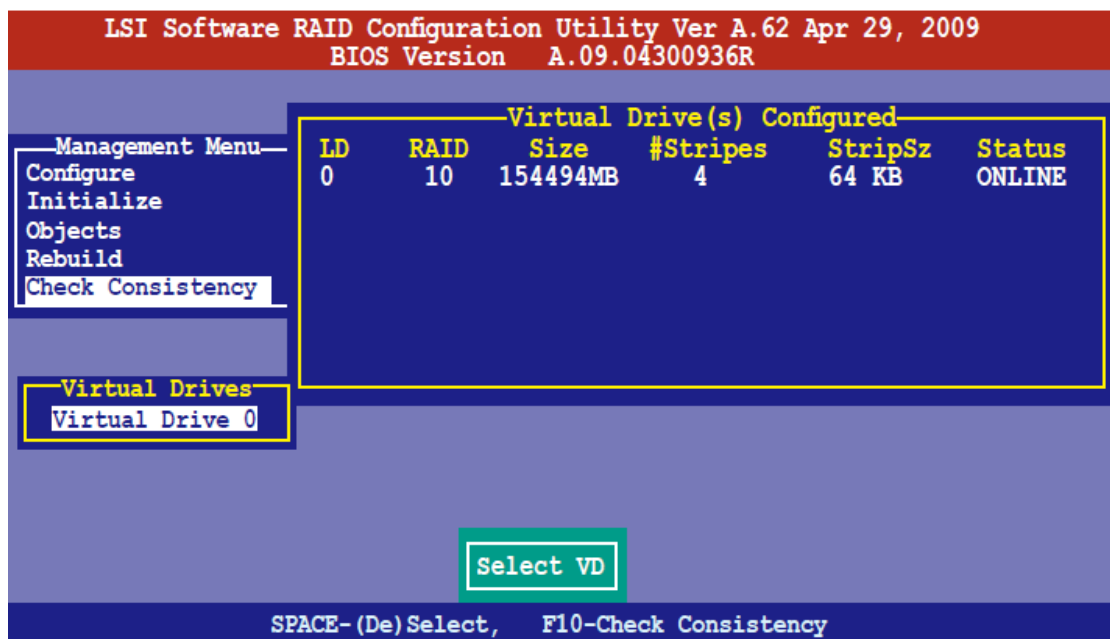 LSI Software RAID Configuration Utility Ver A.62 Apr 29, 2009
BIOS Version A.09.04300936R
Management Menu
Configure
Initialize
Objects
Rebuild
Check Consistency
Virtual Drive(s) Configured
LD RAID Size #Stripes StripSz Status
0 10 154494MB 4 64 KB ONLINE
Virtual Drives
Virtual Drive 0
Select VD
SPACE-(De)Select, F10-Check Consistency